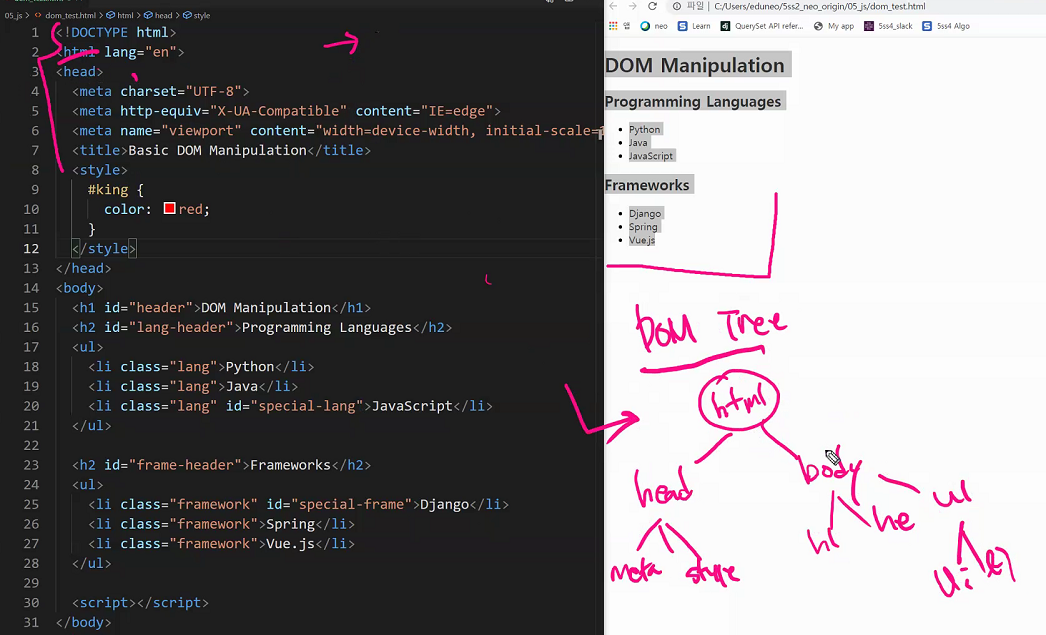 05_js > dom_test.html > html > head > style
1 <!DOCTYPE html>
2 <html lang="en">
3 <head>
4 <meta charset="UTF-8">
5 <meta http-equiv="X-UA-Compatible" content="IE=edge">
6 <meta name="viewport" content="width=device-width, initial-scale=1
7 <title>Basic DOM Manipulation</title>
8 <style>
9 #king {
10 color: red;
11 }
12 </style>
13 </head>
14 <body>
15 <h1 id="header">DOM Manipulation</h1>
16 <h2 id="lang-header">Programming Languages</h2>
17 <ul>
18 <li class="lang">Python</li>
19 <li class="lang">Java</li>
20 <li class="lang" id="special-lang">JavaScript</li>
21 </ul>
22
23 <h2 id="frame-header">Frameworks</h2>
24 <ul>
25 <li class="framework" id="special-frame">Django</li>
26 <li class="framework">Spring</li>
27 <li class="framework">Vue.js</li>
28 </ul>
29
30 <script></script>
31 </body>
파일 | C:/Users/eduneo/5ss2_neo_origin/05_js/dom_test.html
앱 neo Learn QuerySet API refer... My app 5ss4_slack 5ss4 Algo
DOM Manipulation
Programming Languages
Python
Java
JavaScript
Frameworks
Django
Spring
Vue.js
DOM Tree
html
head body ul
h1
meta